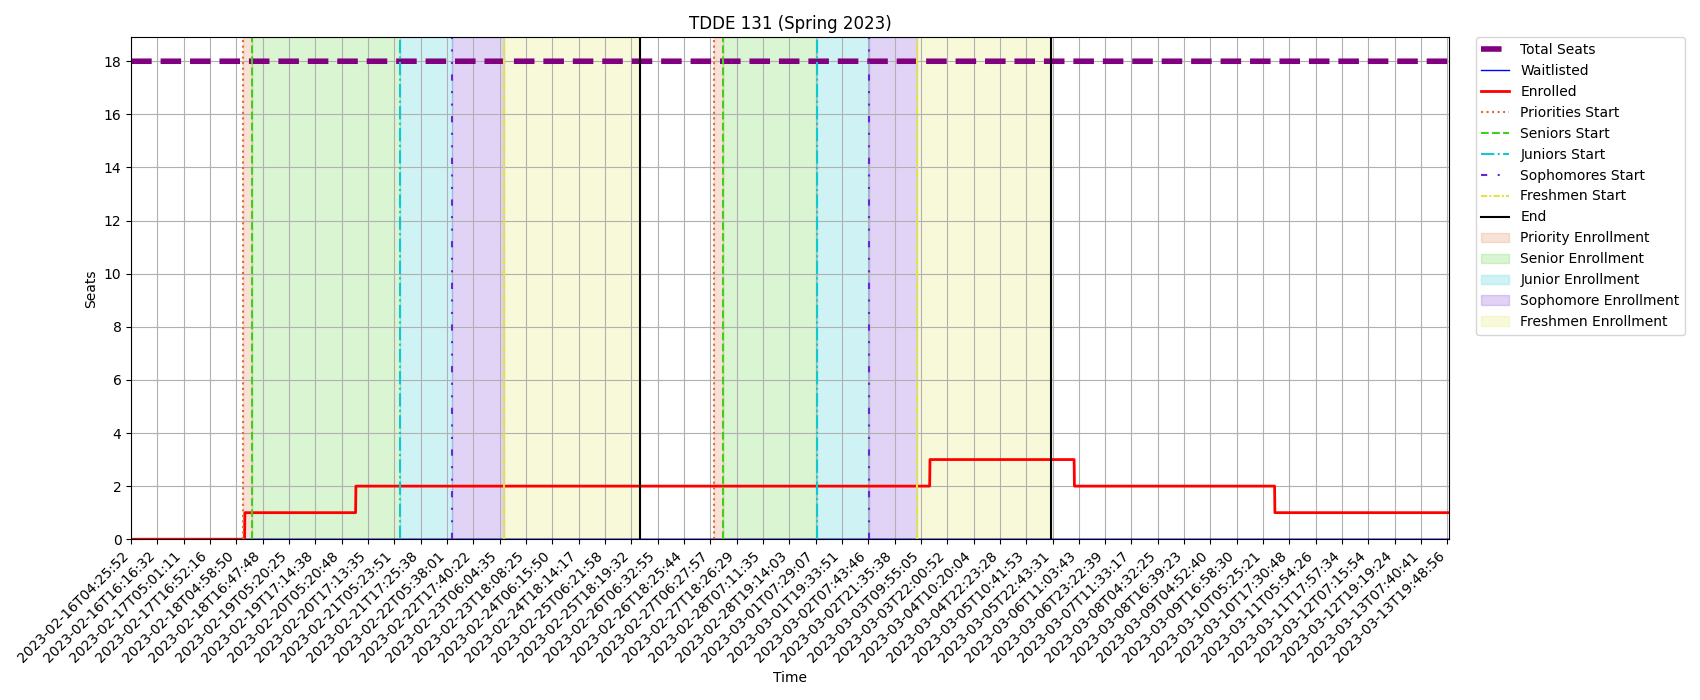 TDDE 131 (Spring 2023)
Seats
18
16
14
12
10
8
6
4
2
0
2023-02-16T04:25:52
2023-02-16T16:16:32
2023-02-17T05:01:11
2023-02-17T16:52:16
2023-02-18T04:58:50
2023-02-18T16:47:48
2023-02-19T05:20:25
2023-02-19T17:14:38
2023-02-20T05:20:48
2023-02-20T17:13:35
2023-02-21T05:23:51
2023-02-21T17:25:38
2023-02-22T05:38:01
2023-02-22T17:40:22
2023-02-23T06:04:35
2023-02-23T18:08:25
2023-02-24T06:15:50
2023-02-24T18:14:17
2023-02-25T06:21:58
2023-02-25T18:19:32
2023-02-26T06:32:55
2023-02-26T18:25:44
2023-02-27T06:27:57
2023-02-27T18:26:29
2023-02-28T07:11:35
2023-02-28T19:14:03
2023-03-01T07:29:07
2023-03-01T19:33:51
2023-03-02T07:43:46
2023-03-02T21:35:38
2023-03-03T09:55:05
2023-03-03T22:00:52
2023-03-04T10:20:04
2023-03-04T22:23:28
2023-03-05T10:41:53
2023-03-05T22:43:31
2023-03-06T11:03:43
2023-03-06T23:22:39
2023-03-07T11:33:17
2023-03-08T04:32:25
2023-03-08T16:39:23
2023-03-09T04:52:40
2023-03-09T16:58:30
2023-03-10T05:25:21
2023-03-10T17:30:48
2023-03-11T05:54:26
2023-03-11T17:57:34
2023-03-12T07:15:54
2023-03-12T19:19:24
2023-03-13T07:40:41
2023-03-13T19:48:56
Time
Total Seats
Waitlisted
Enrolled
Priorities Start
Seniors Start
Juniors Start
Sophomores Start
Freshmen Start
End
Priority Enrollment
Senior Enrollment
Junior Enrollment
Sophomore Enrollment
Freshmen Enrollment